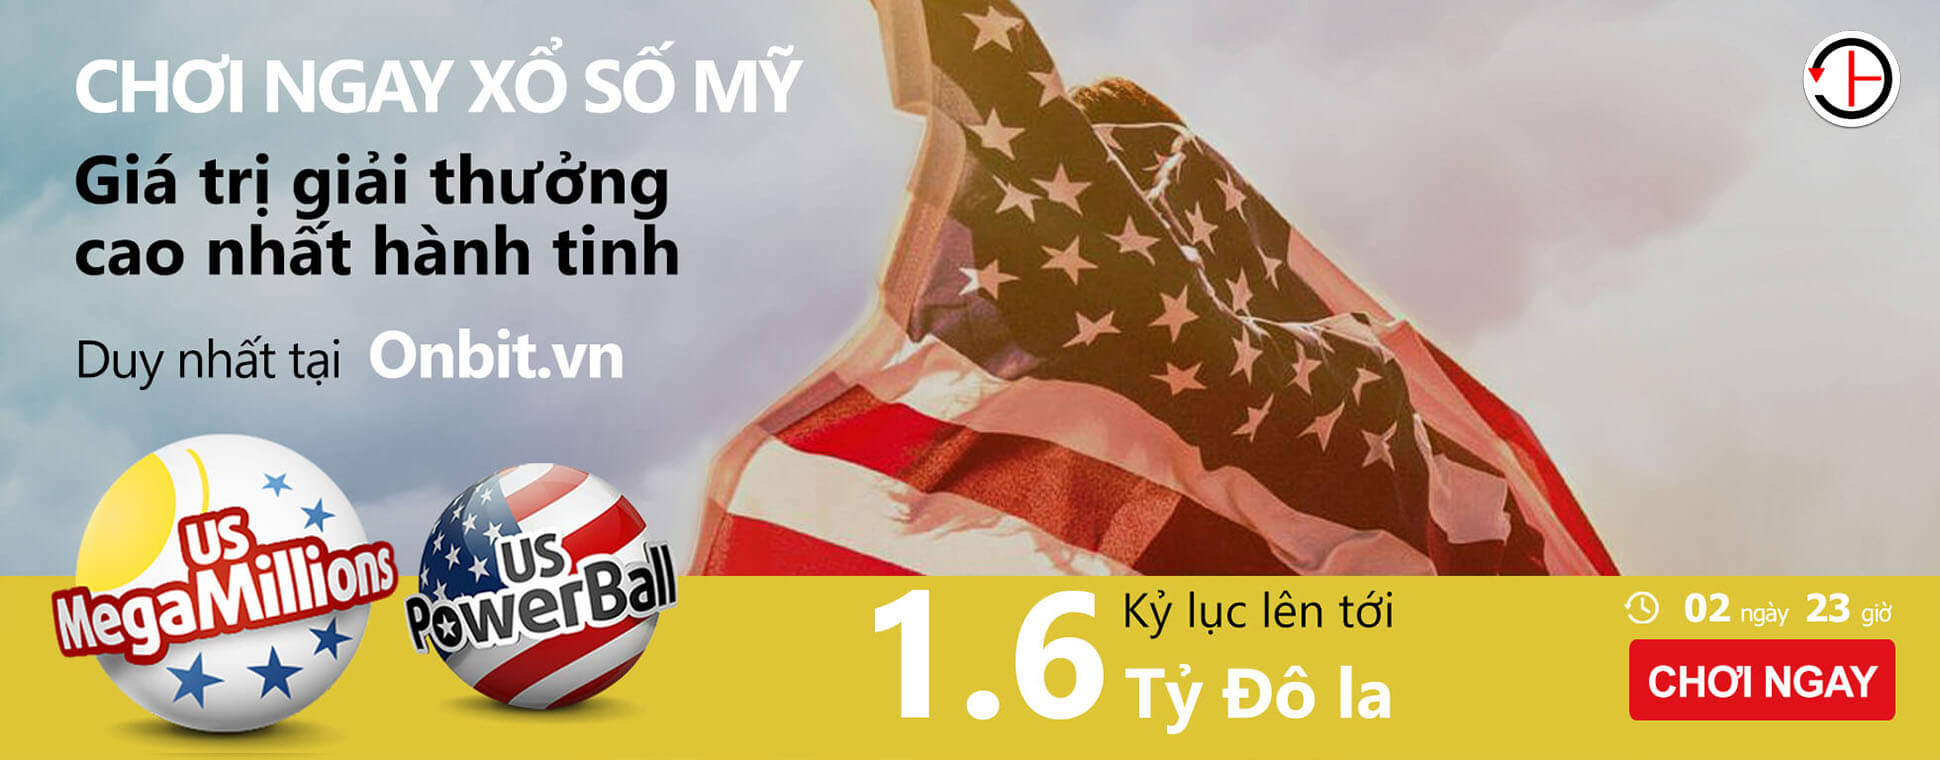 CHƠI NGAY XỔ SỐ MỸ
Giá trị giải thưởng
cao nhất hành tinh
Duy nhất tại Onbit.vn
US
MegaMillions
US
PowerBall
1.6
Kỷ lục lên tới
Tỷ Đô la
02 ngày 23 giờ
CHƠI NGAY